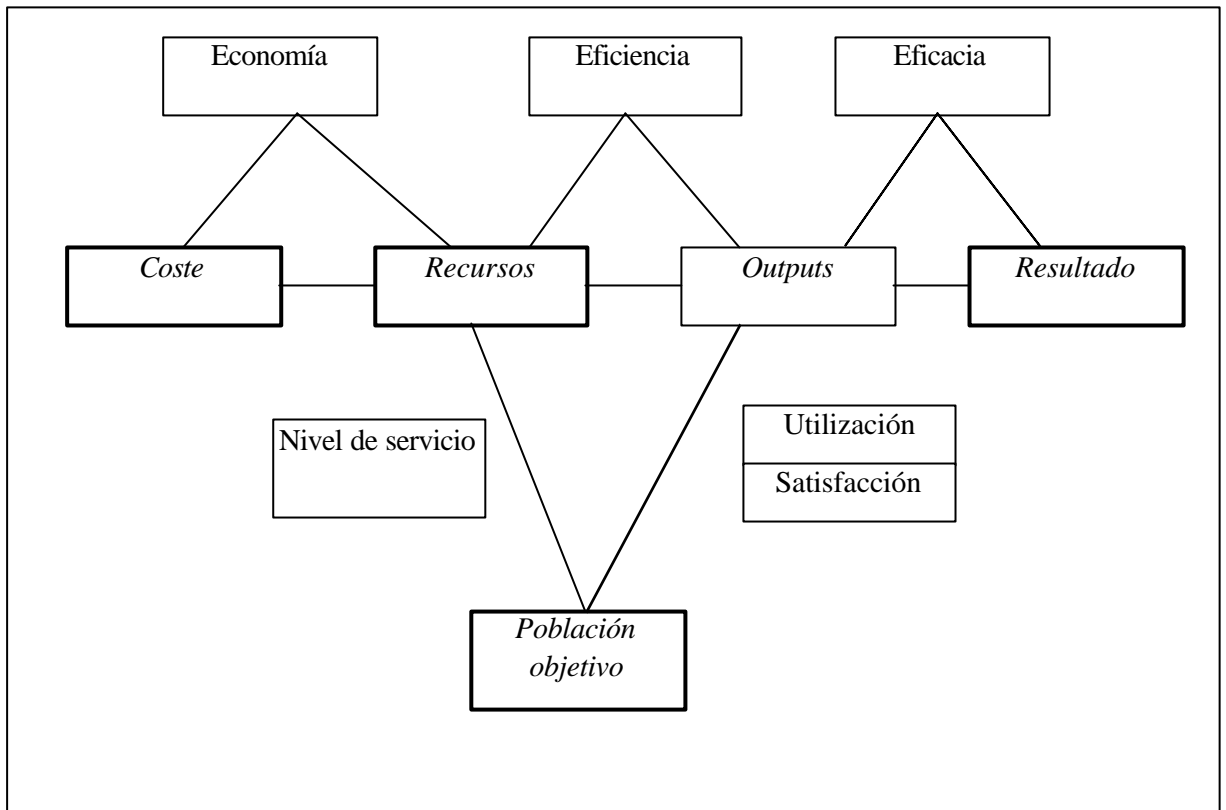 Economía
Eficiencia
Eficacia
Coste
Recursos
Outputs
Resultado
Nivel de servicio
Utilización
Satisfacción
Población
objetivo